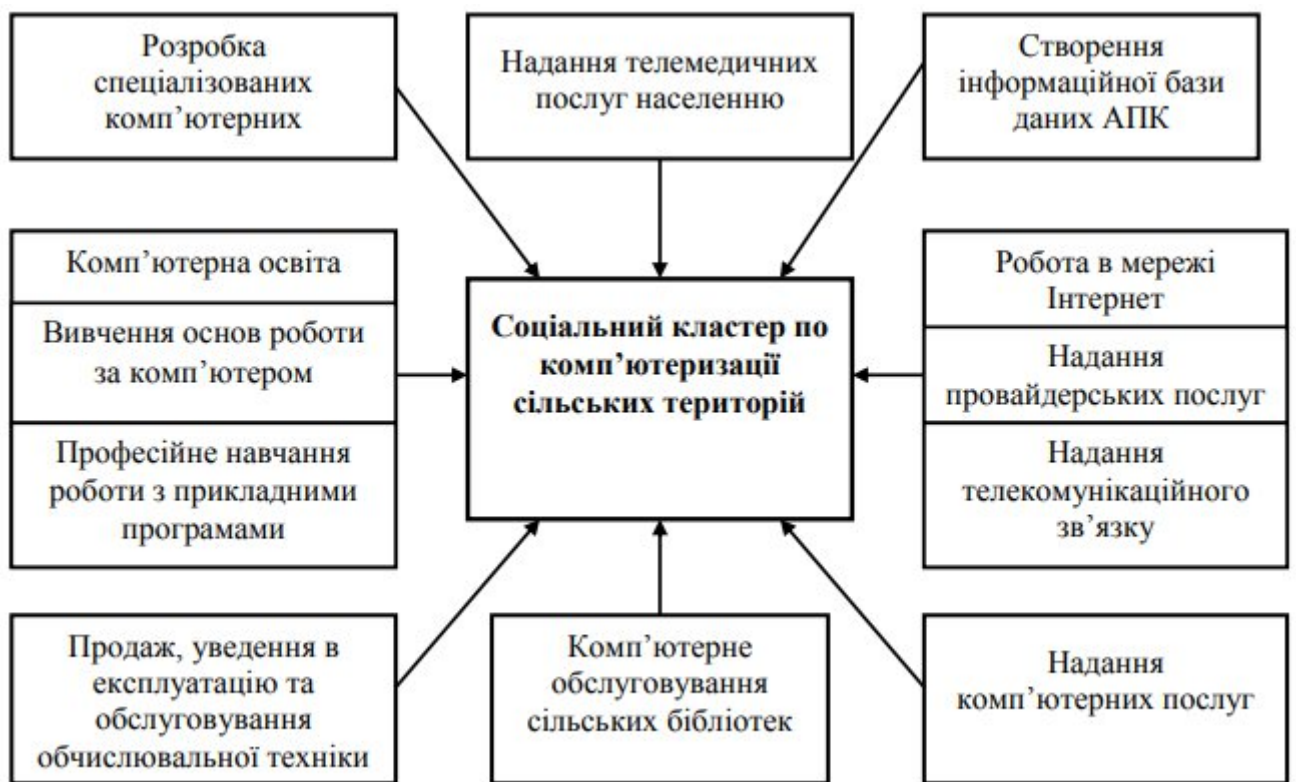 Розробка
спеціалізованих
комп’ютерних
Надання телемедичних
послуг населенню
Створення
інформаційної бази
даних АПК
Комп’ютерна освіта
Вивчення основ роботи
за комп’ютером
Професійне навчання
роботи з прикладними
програмами
Соціальний кластер по
комп’ютеризації
сільських територій
Робота в мережі
Інтернет
Надання
провайдерських послуг
Надання
телекомунікаційного
зв’язку
Продаж, уведення в
експлуатацію та
обслуговування
обчислювальної техніки
Комп’ютерне
обслуговування
сільських бібліотек
Надання
комп’ютерних послуг